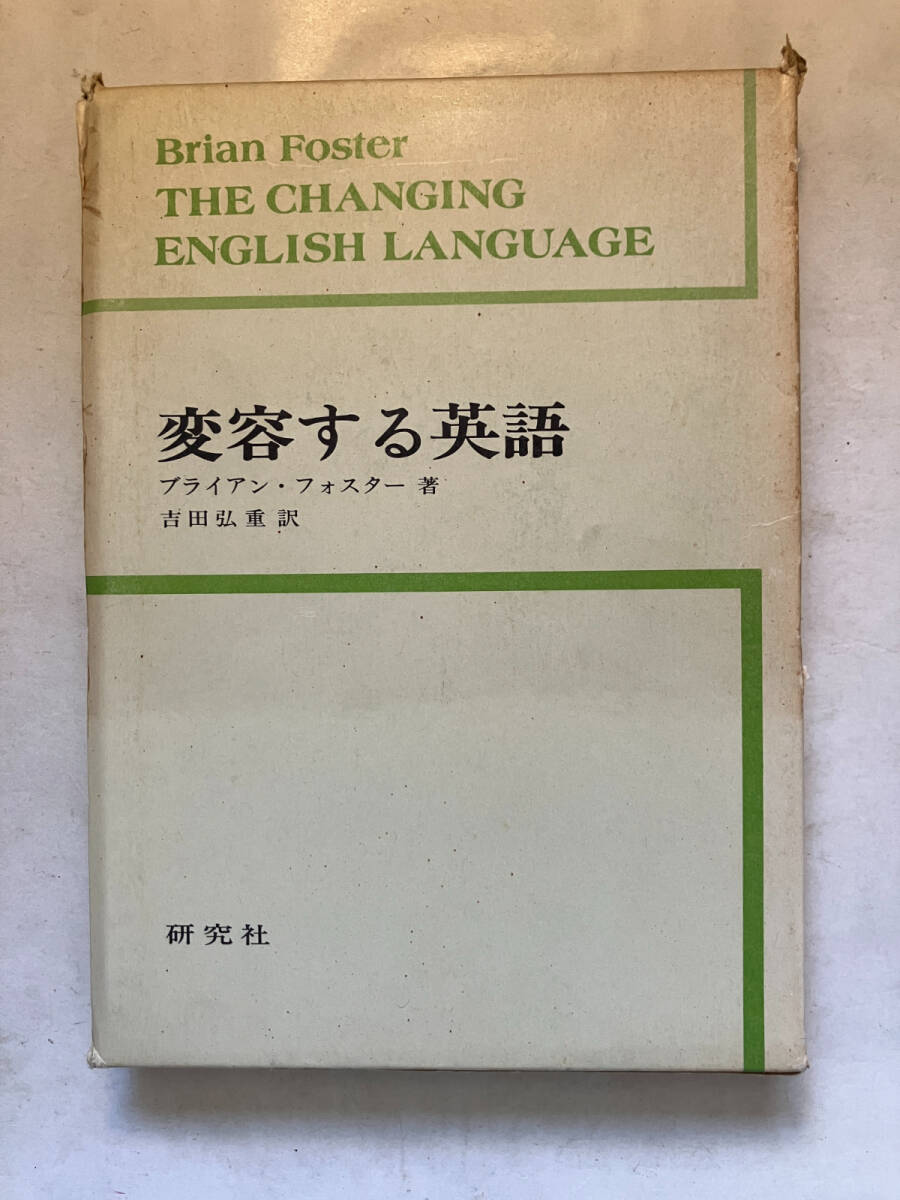 Brian Foster
THE CHANGING
ENGLISH LANGUAGE
変容する英語
ブライアン・フォスター 著
吉田弘重 訳
研究社